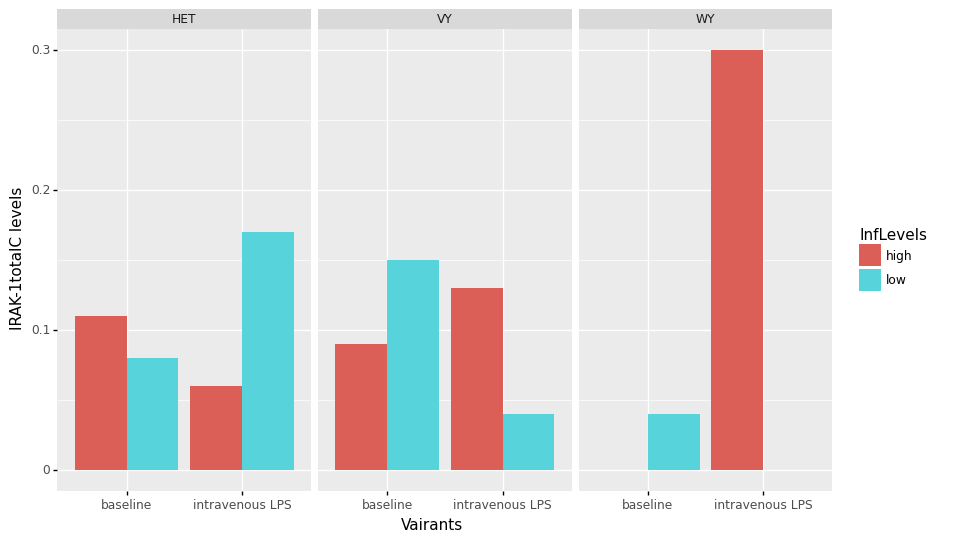 HET VY WY
IRAK-1totalC levels
0.3
0.2
0.1
0
baseline intravenous LPS baseline intravenous LPS baseline intravenous LPS
Vairants
InfLevels
high
low